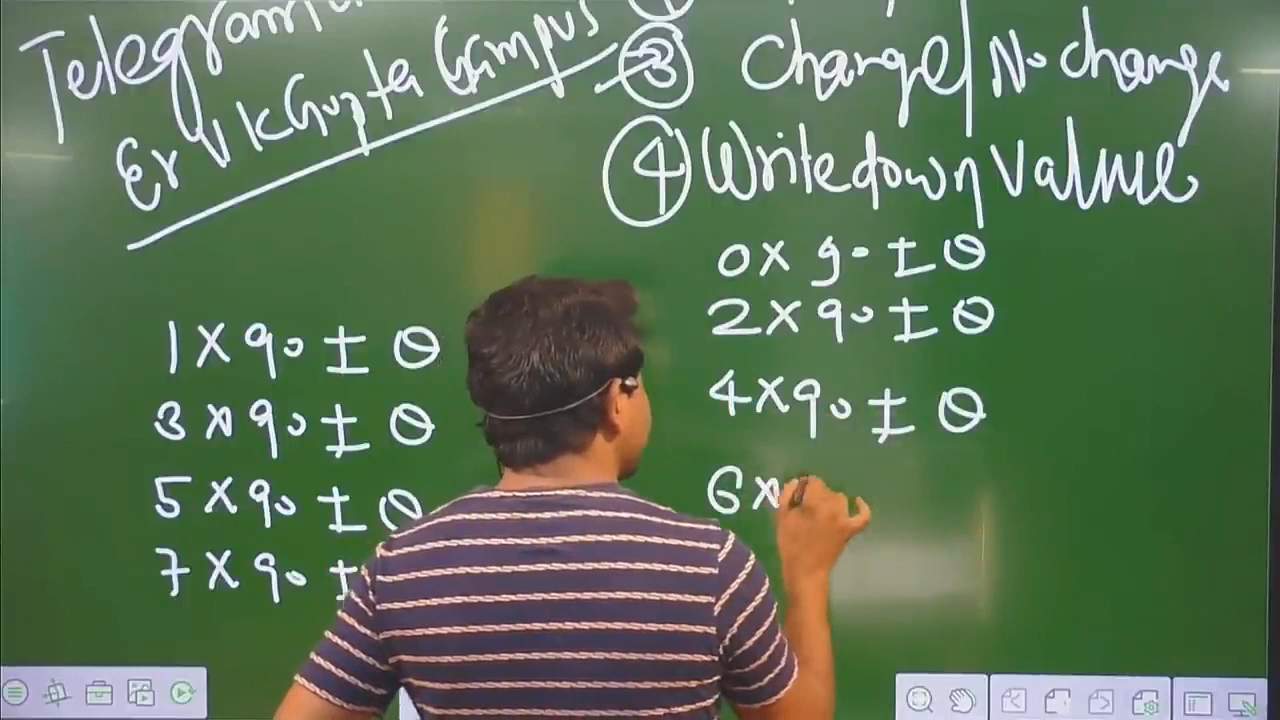 Telegram
Er VK Gupta Campus
③ Change/No change
④ Write down value
0 × 90 ± θ
2 × 90 ± θ
4 × 90 ± θ
6 ×
1 × 90 ± θ
3 × 90 ± θ
5 × 90 ± θ
7 × 90 ±